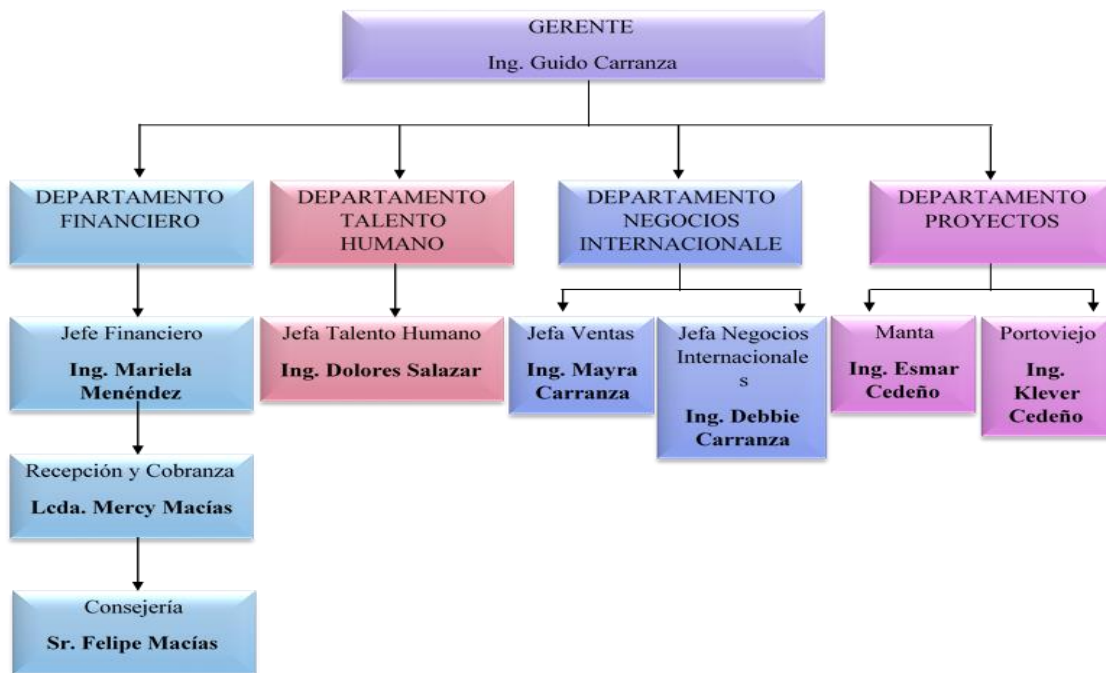 GERENTE
Ing. Guido Carranza
DEPARTAMENTO
FINANCIERO
DEPARTAMENTO
TALENTO
HUMANO
DEPARTAMENTO
NEGOCIOS
INTERNACIONALE
DEPARTAMENTO
PROYECTOS
Jefe Financiero
Ing. Mariela
Menéndez
Jefa Talento Humano
Ing. Dolores Salazar
Jefa Ventas
Ing. Mayra
Carranza
Jefa Negocios
Internacionale
s
Ing. Debbie
Carranza
Manta
Ing. Esmar
Cedeño
Portoviejo
Ing.
Klever
Cedeño
Recepción y Cobranza
Lcda. Mercy Macías
Consejería
Sr. Felipe Macías